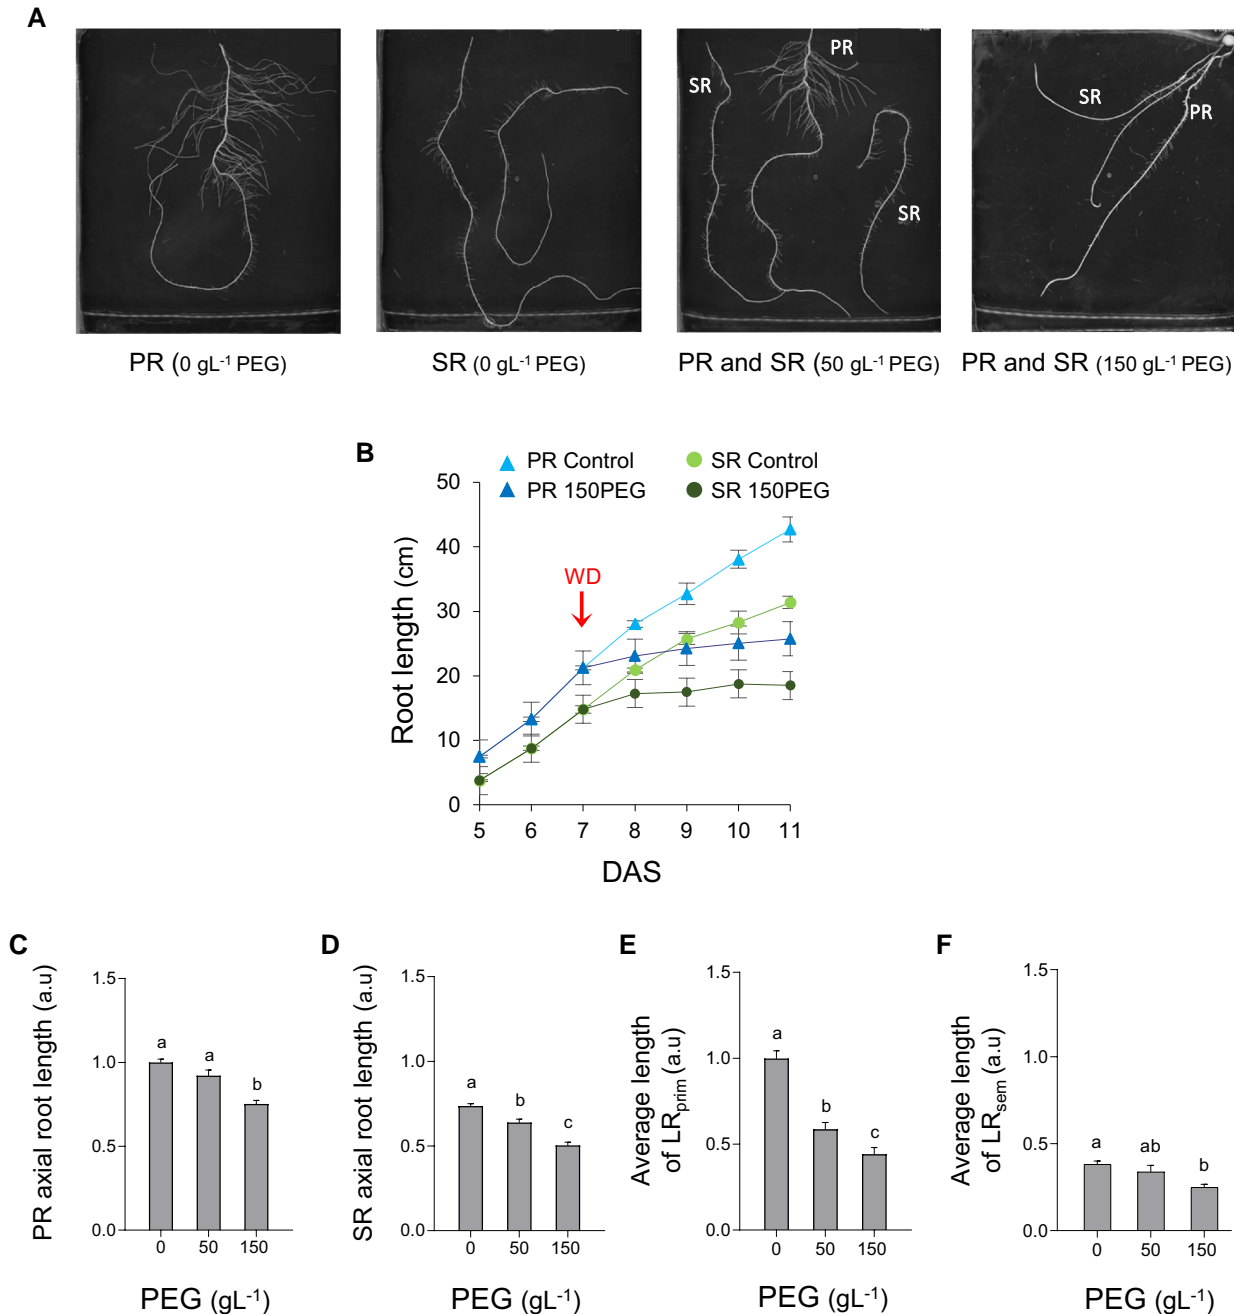 A
PR
SR
SR
SR
PR
PR (0 gL-1 PEG)
SR (0 gL-1 PEG)
PR and SR (50 gL-1 PEG)
PR and SR (150 gL-1 PEG)
B
PR Control
SR Control
PR 150PEG
SR 150PEG
Root length (cm)
50
40
30
20
10
0
WD
5 6 7 8 9 10 11
DAS
C
PR axial root length (a.u)
1.5
1.0
0.5
0.0
a a b
0 50 150
PEG (gL-1)
D
SR axial root length (a.u)
1.5
1.0
0.5
0.0
a b c
0 50 150
PEG (gL-1)
E
Average length
of LRprim (a.u)
1.5
1.0
0.5
0.0
a b c
0 50 150
PEG (gL-1)
F
Average length
of LRsem (a.u)
1.5
1.0
0.5
0.0
a ab b
0 50 150
PEG (gL-1)